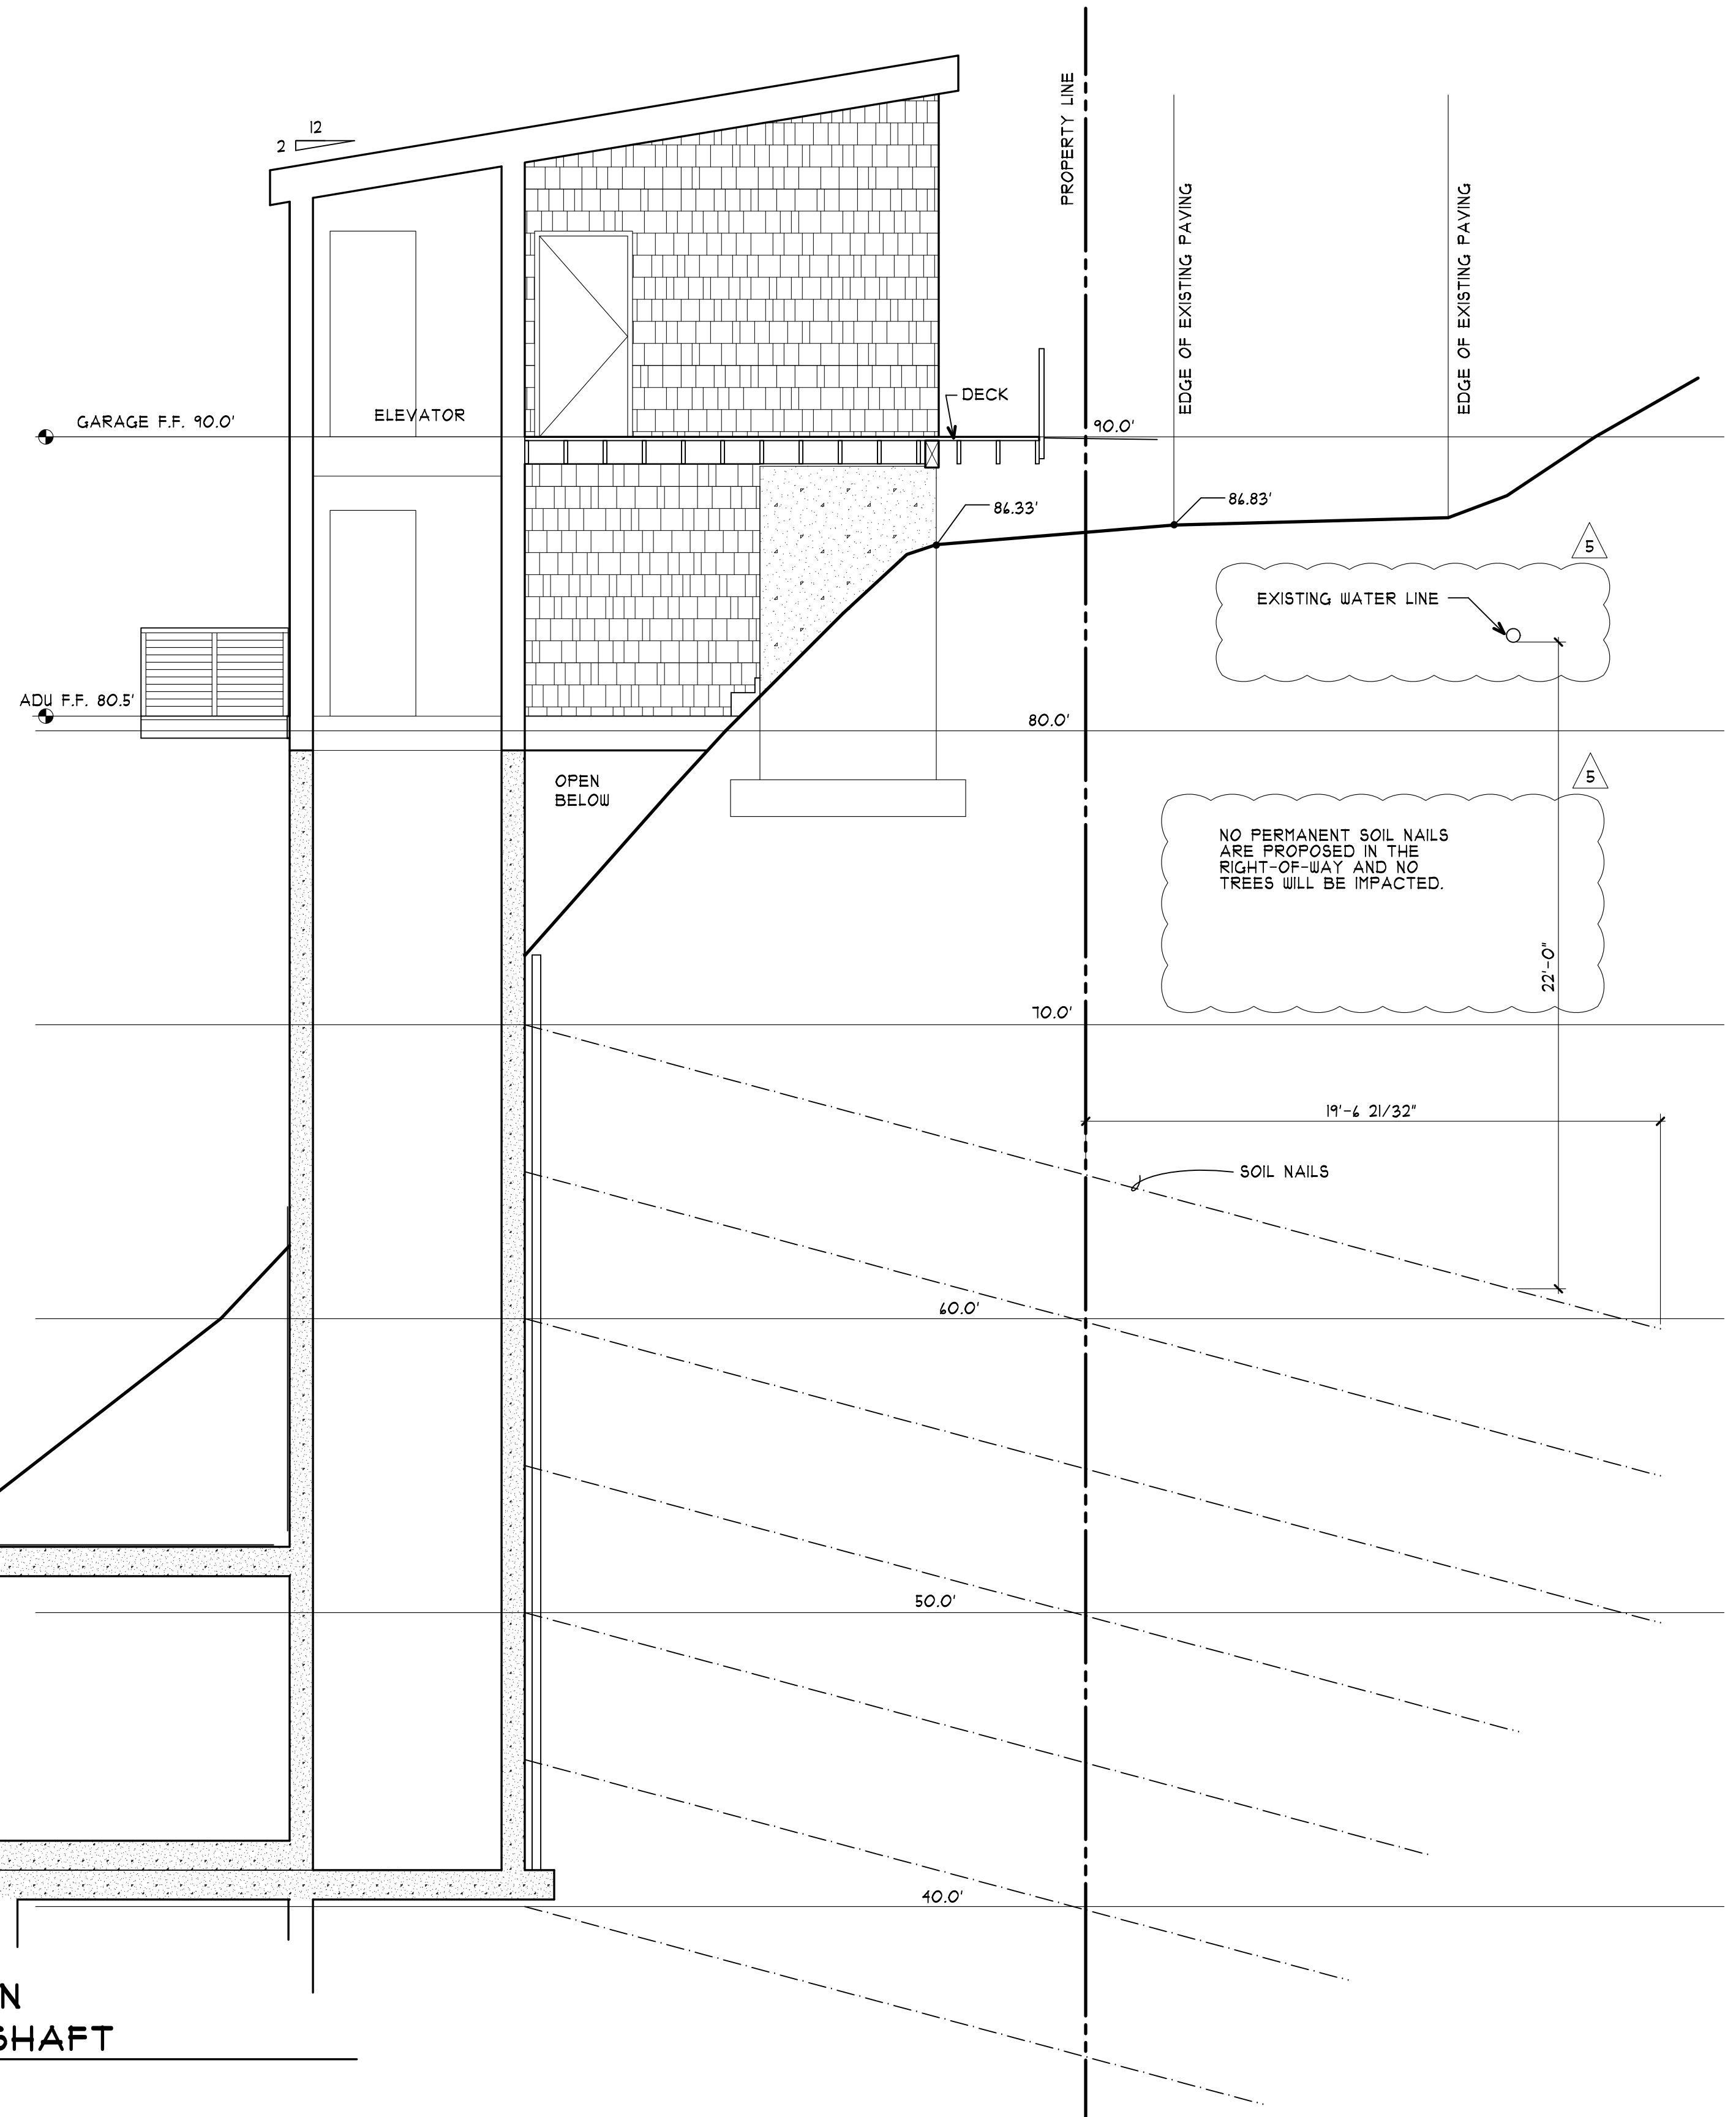 PROPERTY LINE
12
2
EDGE OF EXISTING PAVING
EDGE OF EXISTING PAVING
DECK
ELEVATOR
GARAGE F.F. 90.0'
90.0'
86.33'
86.83'
5
EXISTING WATER LINE
ADU F.F. 80.5'
80.0'
OPEN
BELOW
5
NO PERMANENT SOIL NAILS
ARE PROPOSED IN THE
RIGHT-OF-WAY AND NO
TREES WILL BE IMPACTED.
22'-0"
70.0'
19'-6 21/32"
SOIL NAILS
60.0'
50.0'
40.0'
N
SHAFT